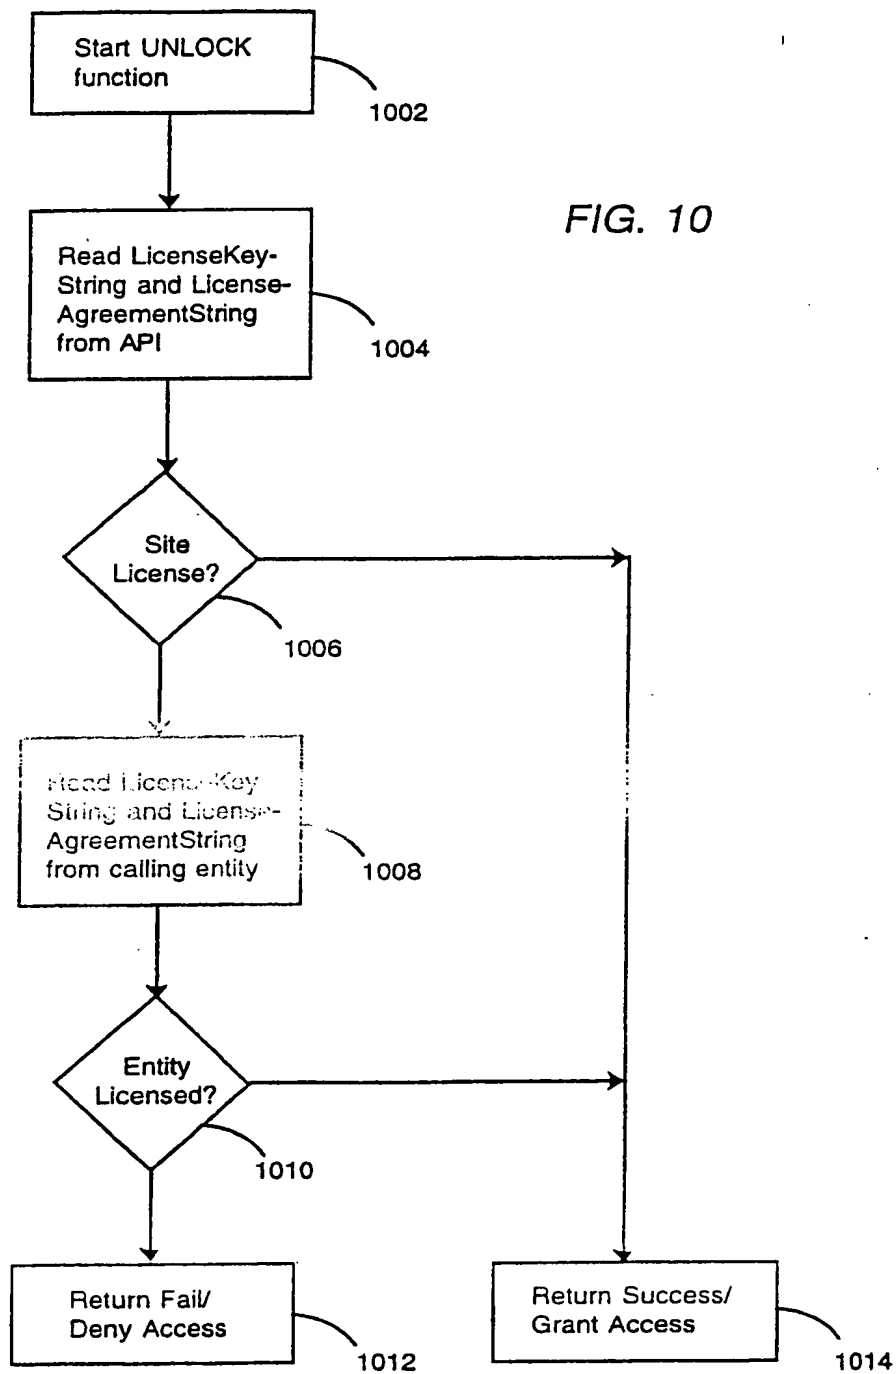 Start UNLOCK
function
1002
FIG. 10
Read LicenseKey-
String and License-
AgreementString
from API
1004
Site
License?
1006
Read LicenseKey
String and License-
AgreementString
from calling entity
1008
Entity
Licensed?
1010
Return Fail/
Deny Access
1012
Return Success/
Grant Access
1014